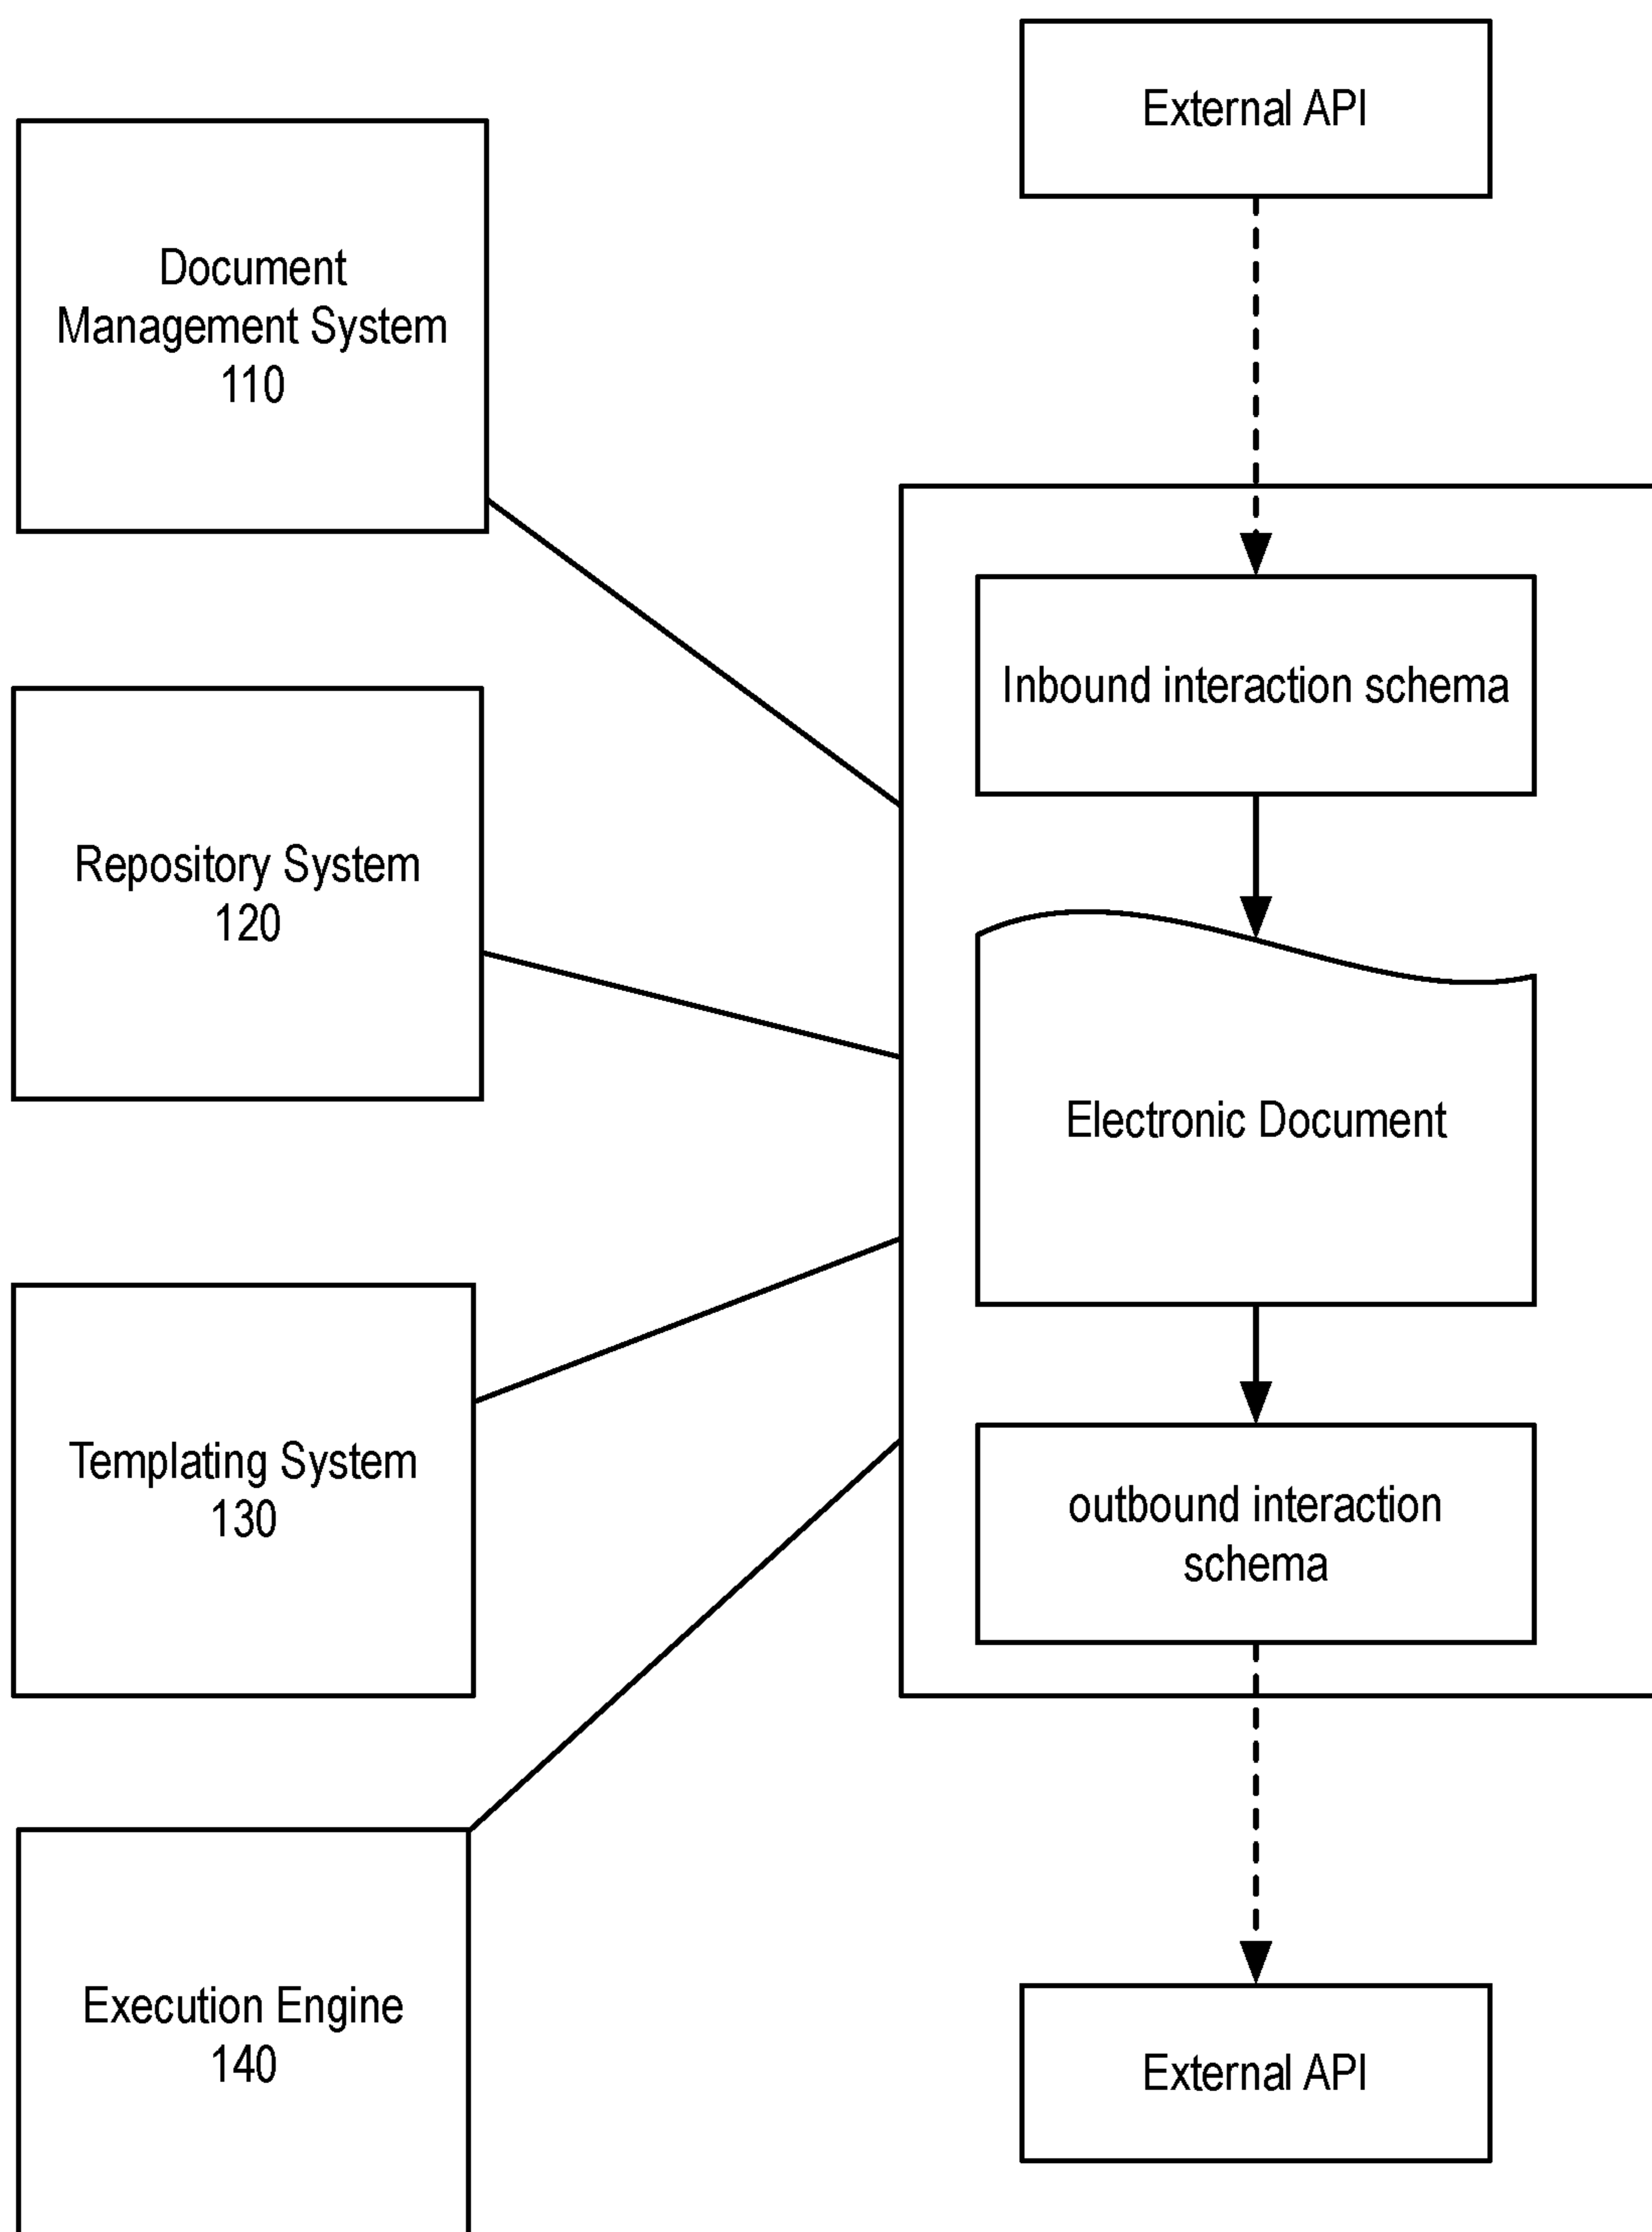 External API
Document
Management System
110
Inbound interaction schema
Repository System
120
Electronic Document
Templating System
130
outbound interaction
schema
Execution Engine
140
External API